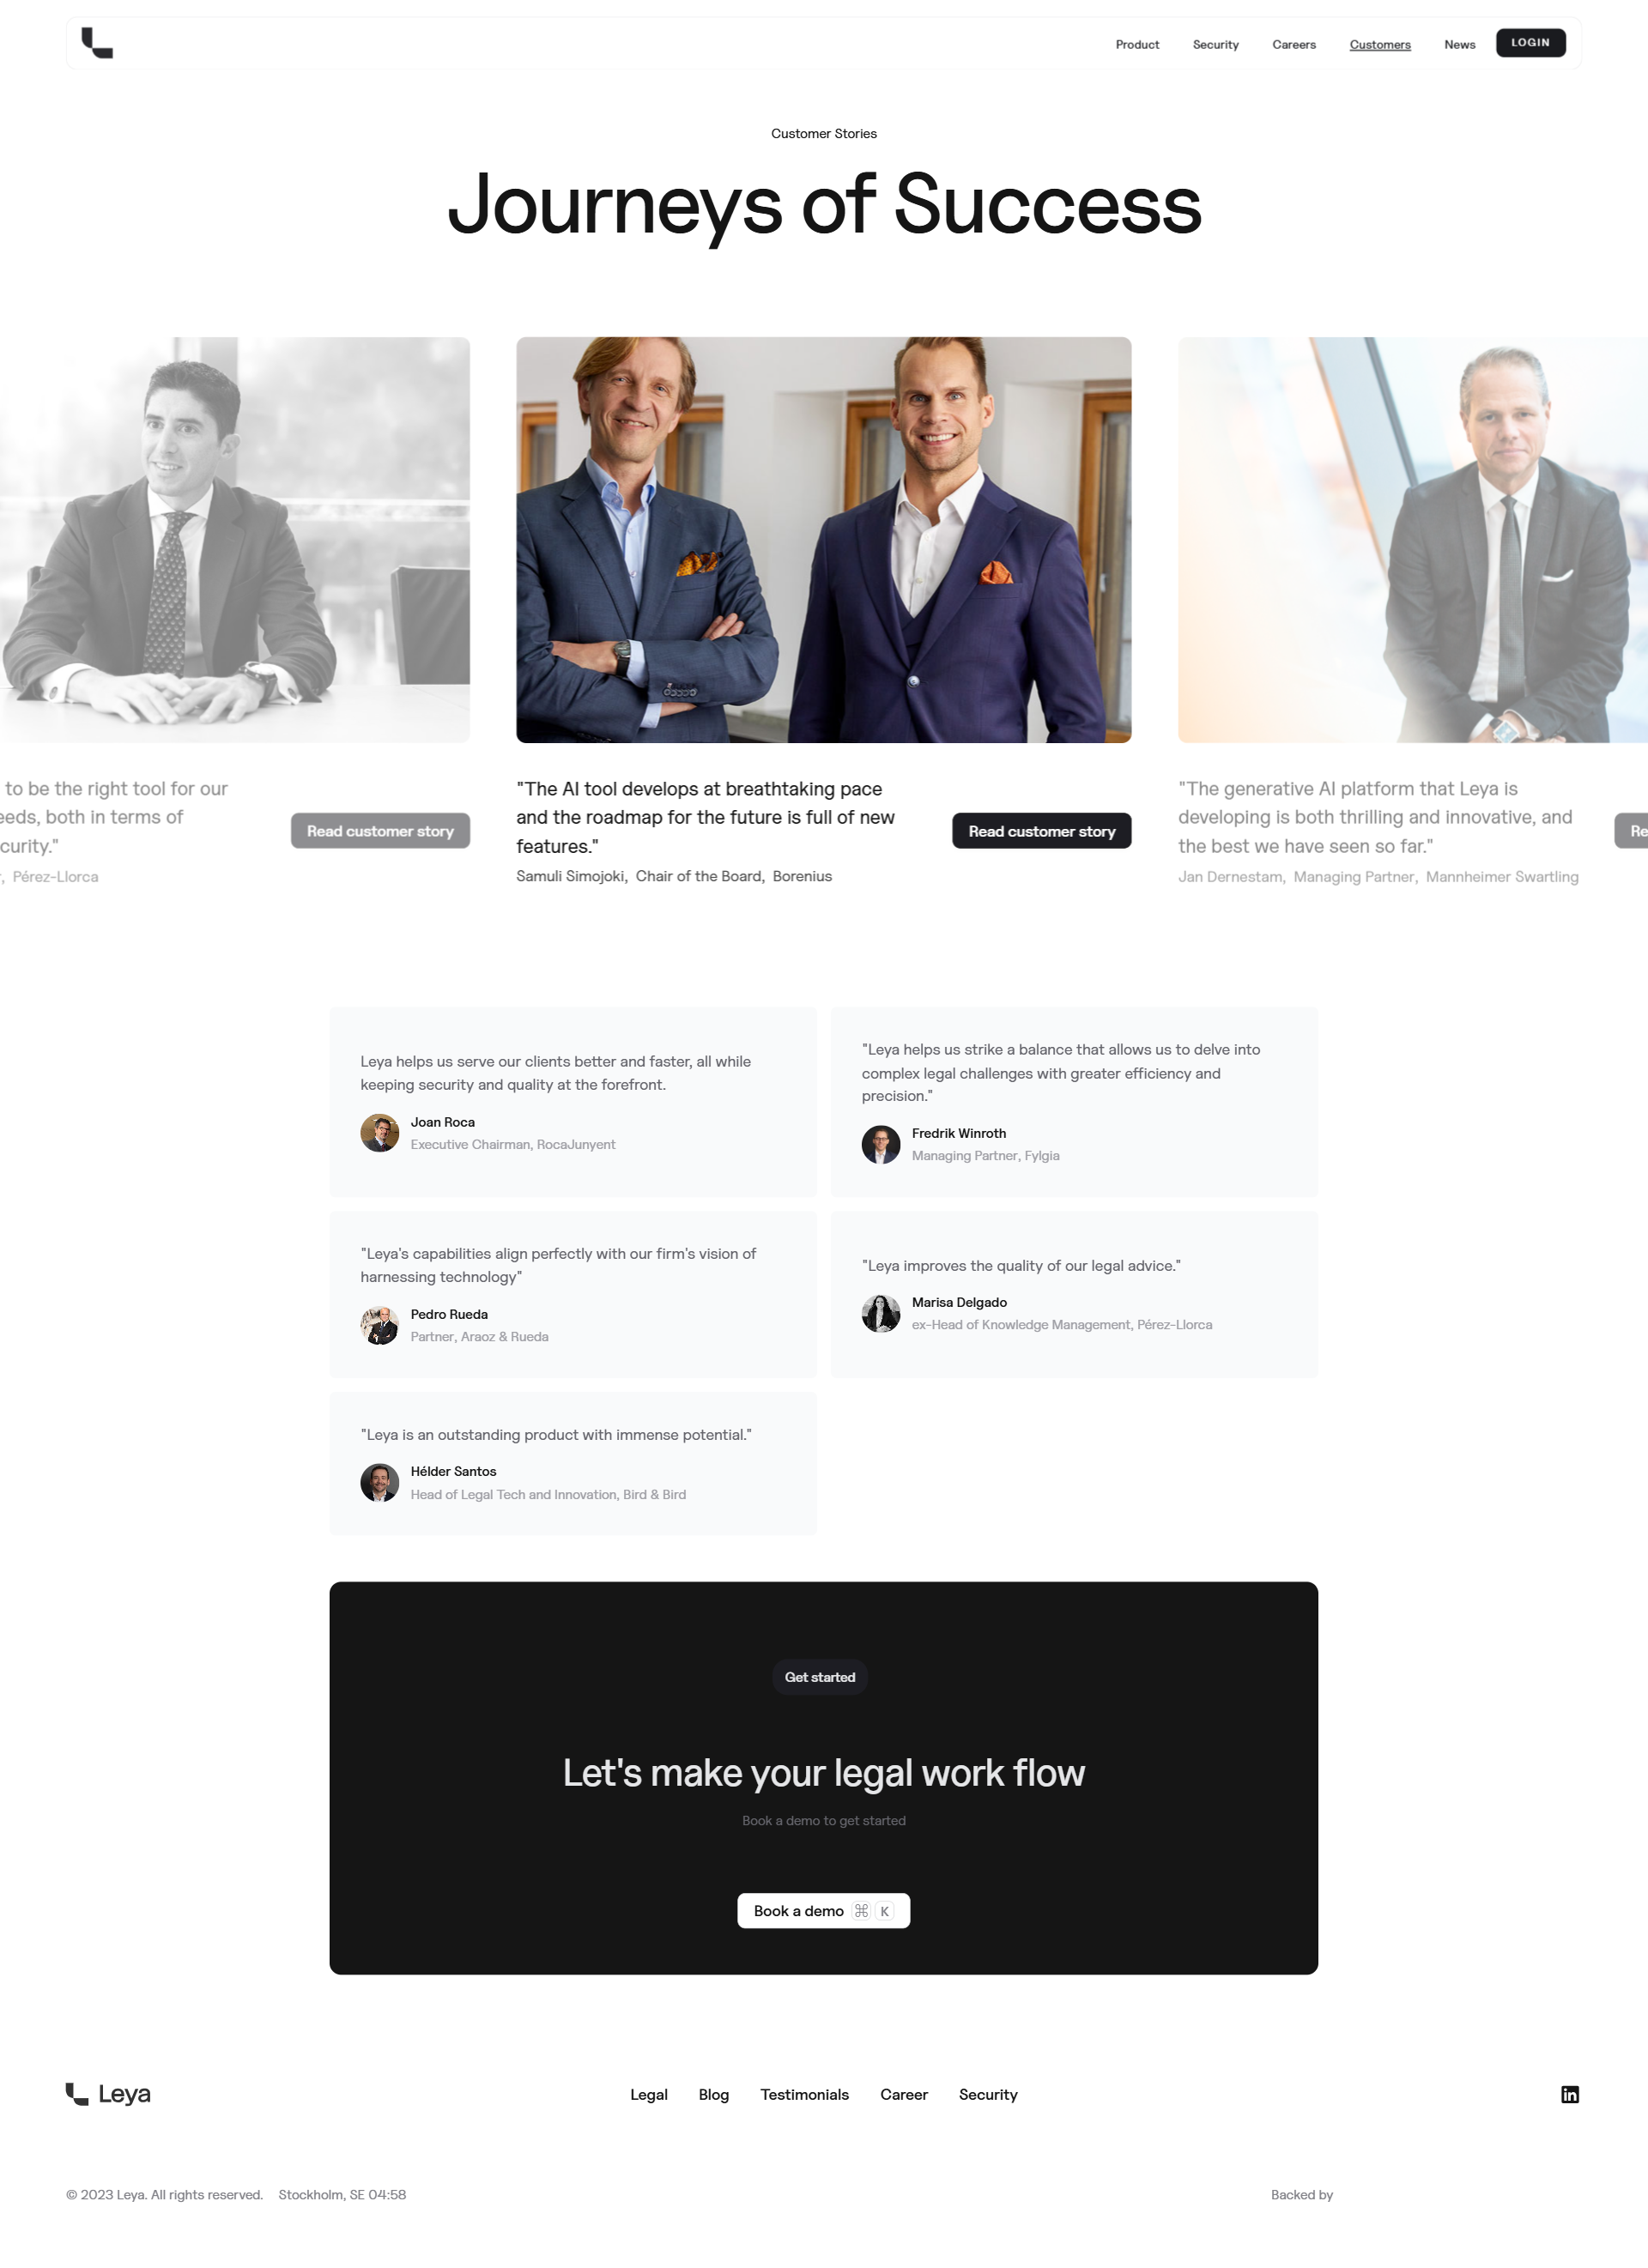 Product Security Careers Customers News LOGIN
Customer Stories
Journeys of Success
to be the right tool for our
both in terms of
Read customer story
Pérez-Llorca
"The AI tool develops at breathtaking pace
and the roadmap for the future is full of new
features."
Read customer story
Samuli Simojoki, Chair of the Board, Borenius
"The generative AI platform that Leya is
developing is both thrilling and innovative, and
the best we have seen so far."
Jan Dernestam, Managing Partner, Mannheimer Swartling
Leya helps us serve our clients better and faster, all while
keeping security and quality at the forefront.
Joan Roca
Executive Chairman, RocaJunyent
"Leya helps us strike a balance that allows us to delve into
complex legal challenges with greater efficiency and
precision."
Fredrik Winroth
Managing Partner, Fylgia
"Leya's capabilities align perfectly with our firm's vision of
harnessing technology"
Pedro Rueda
Partner, Araoz & Rueda
"Leya improves the quality of our legal advice."
Marisa Delgado
ex-Head of Knowledge Management, Pérez-Llorca
"Leya is an outstanding product with immense potential."
Hélder Santos
Head of Legal Tech and Innovation, Bird & Bird
Get started
Let's make your legal work flow
Book a demo to get started
Book a demo ⌘ K
Leya
Legal Blog Testimonials Career Security
in
© 2023 Leya. All rights reserved. Stockholm, SE 04:58
Backed by